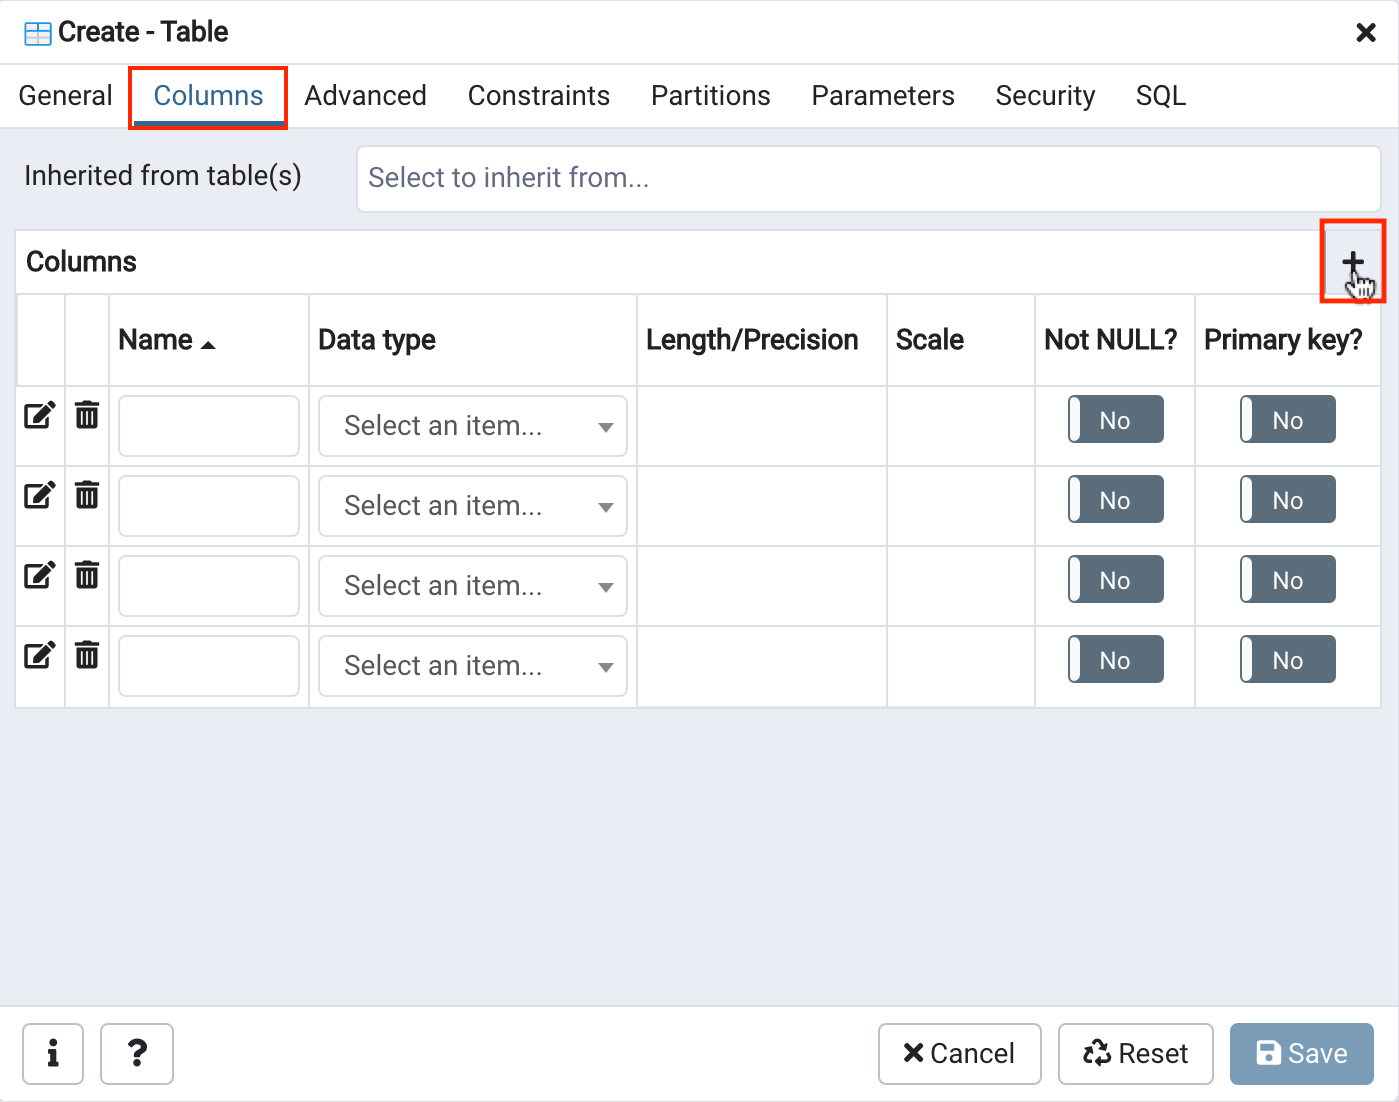 Create - Table
General Columns Advanced Constraints Partitions Parameters Security SQL
Inherited from table(s) Select to inherit from...
Columns
Name Data type Length/Precision Scale Not NULL? Primary key?
Select an item... No No
Select an item... No No
Select an item... No No
Select an item... No No
i ? Cancel Reset Save